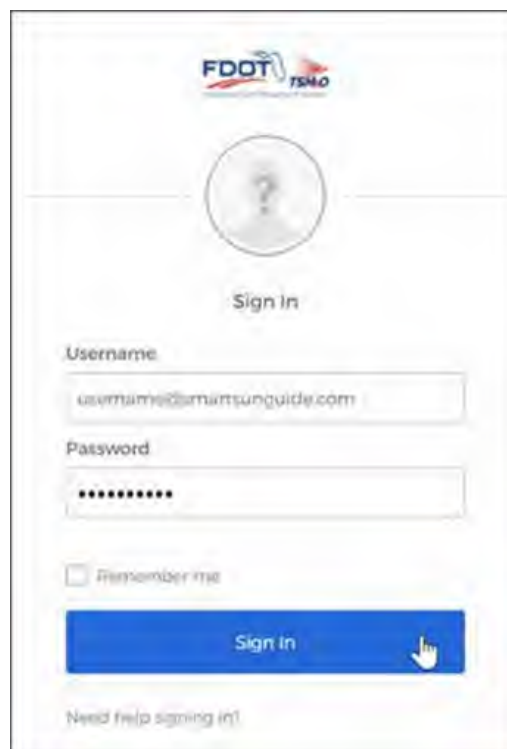 FDOT
TSM&O
?
Sign In
Username
username@smartsunguide.com
Password
Remember me
Sign In
Need help signing in?